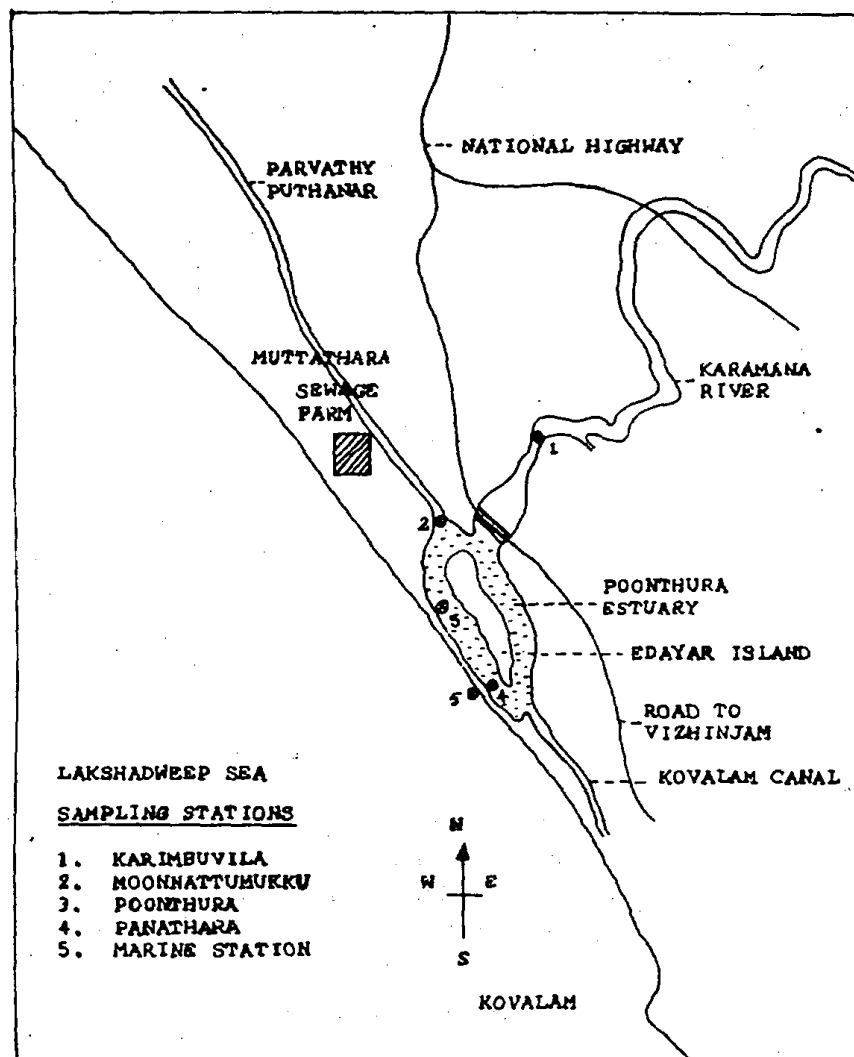 NATIONAL HIGHWAY
PARVATHY
PUTHANAR
MUTTATHARA
SEWAGE
FARM
KARAMANA
RIVER
1
2
POONTHURA
ESTUARY
3
EDAYAR ISLAND
4
5
ROAD TO
VIZHINJAM
KOVALAM CANAL
LAKSHADWEEP SEA
SAMPLING STATIONS
1. KARIMBUVILA
2. MOONNATTUMUKKU
3. POONTHURA
4. PANATHARA
5. MARINE STATION
N
W E
S
KOVALAM